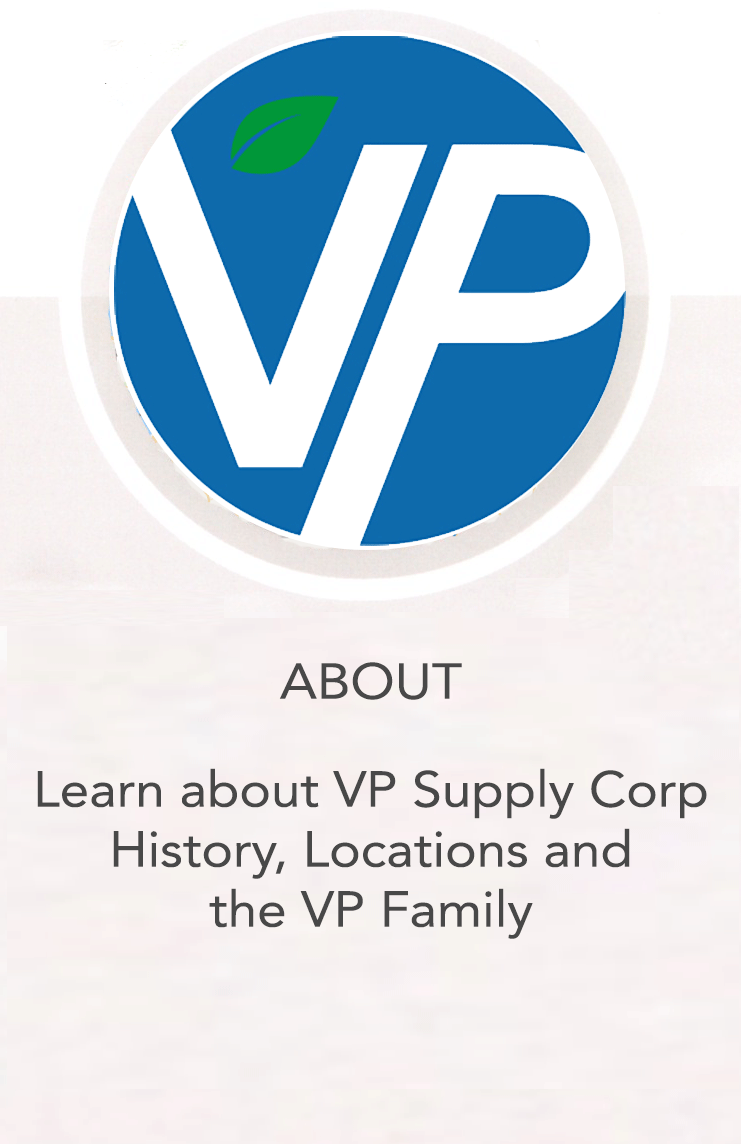 VP
ABOUT
Learn about VP Supply Corp
History, Locations and
the VP Family